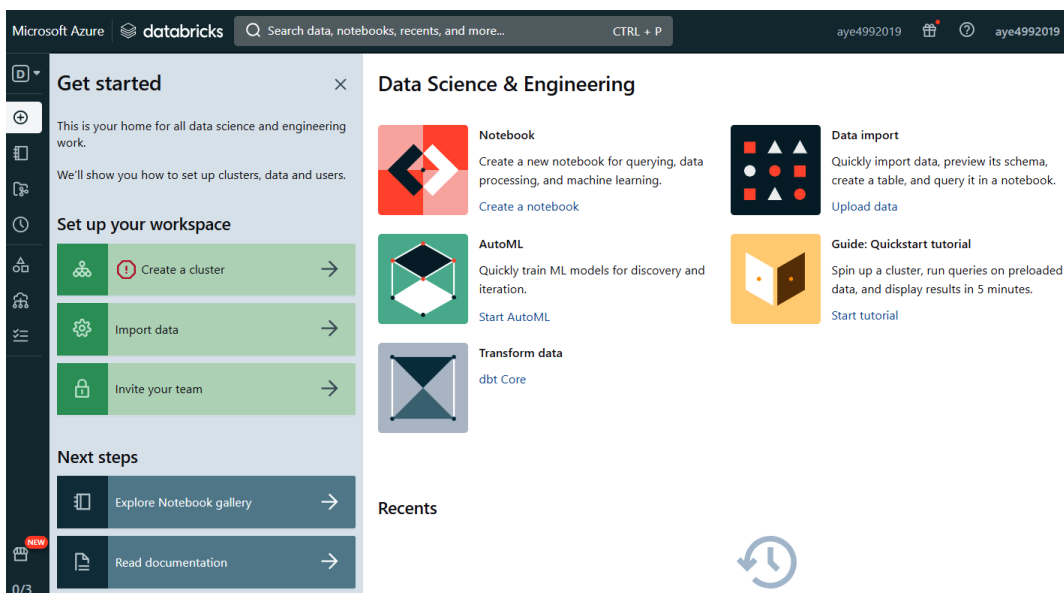 Microsoft Azure databricks Search data, notebooks, recents, and more... CTRL + P aye4992019 aye4992019
D
Get started
This is your home for all data science and engineering
work.
We'll show you how to set up clusters, data and users.
Set up your workspace
Create a cluster
Import data
Invite your team
Next steps
Explore Notebook gallery
Read documentation
NEW
0/3
Data Science & Engineering
Notebook
Create a new notebook for querying, data
processing, and machine learning.
Create a notebook
Data import
Quickly import data, preview its schema,
create a table, and query it in a notebook.
Upload data
AutoML
Quickly train ML models for discovery and
iteration.
Start AutoML
Guide: Quickstart tutorial
Spin up a cluster, run queries on preloaded
data, and display results in 5 minutes.
Start tutorial
Transform data
dbt Core
Recents